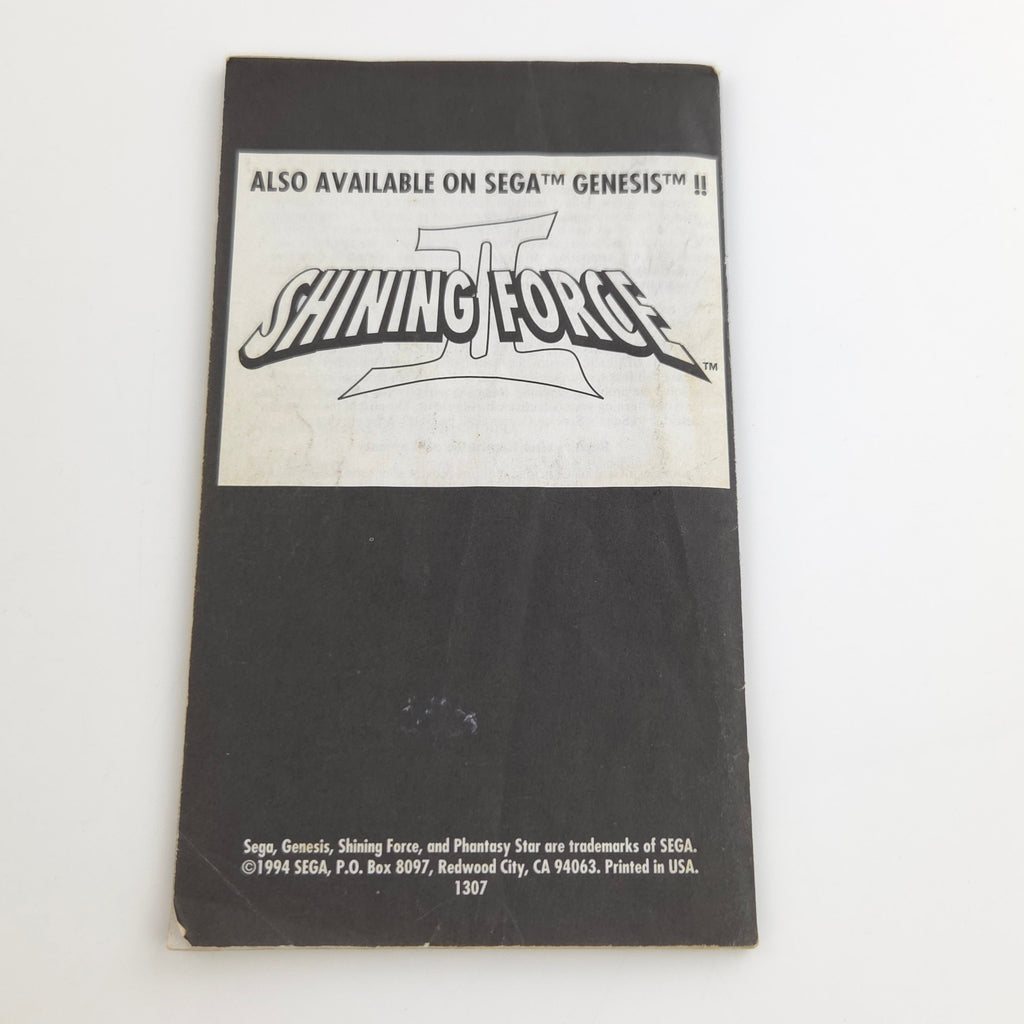 ALSO AVAILABLE ON SEGA™ GENESIS™ !!
II
SHINING FORCE
™
Sega, Genesis, Shining Force, and Phantasy Star are trademarks of SEGA.
©1994 SEGA, P.O. Box 8097, Redwood City, CA 94063. Printed in USA.
1307